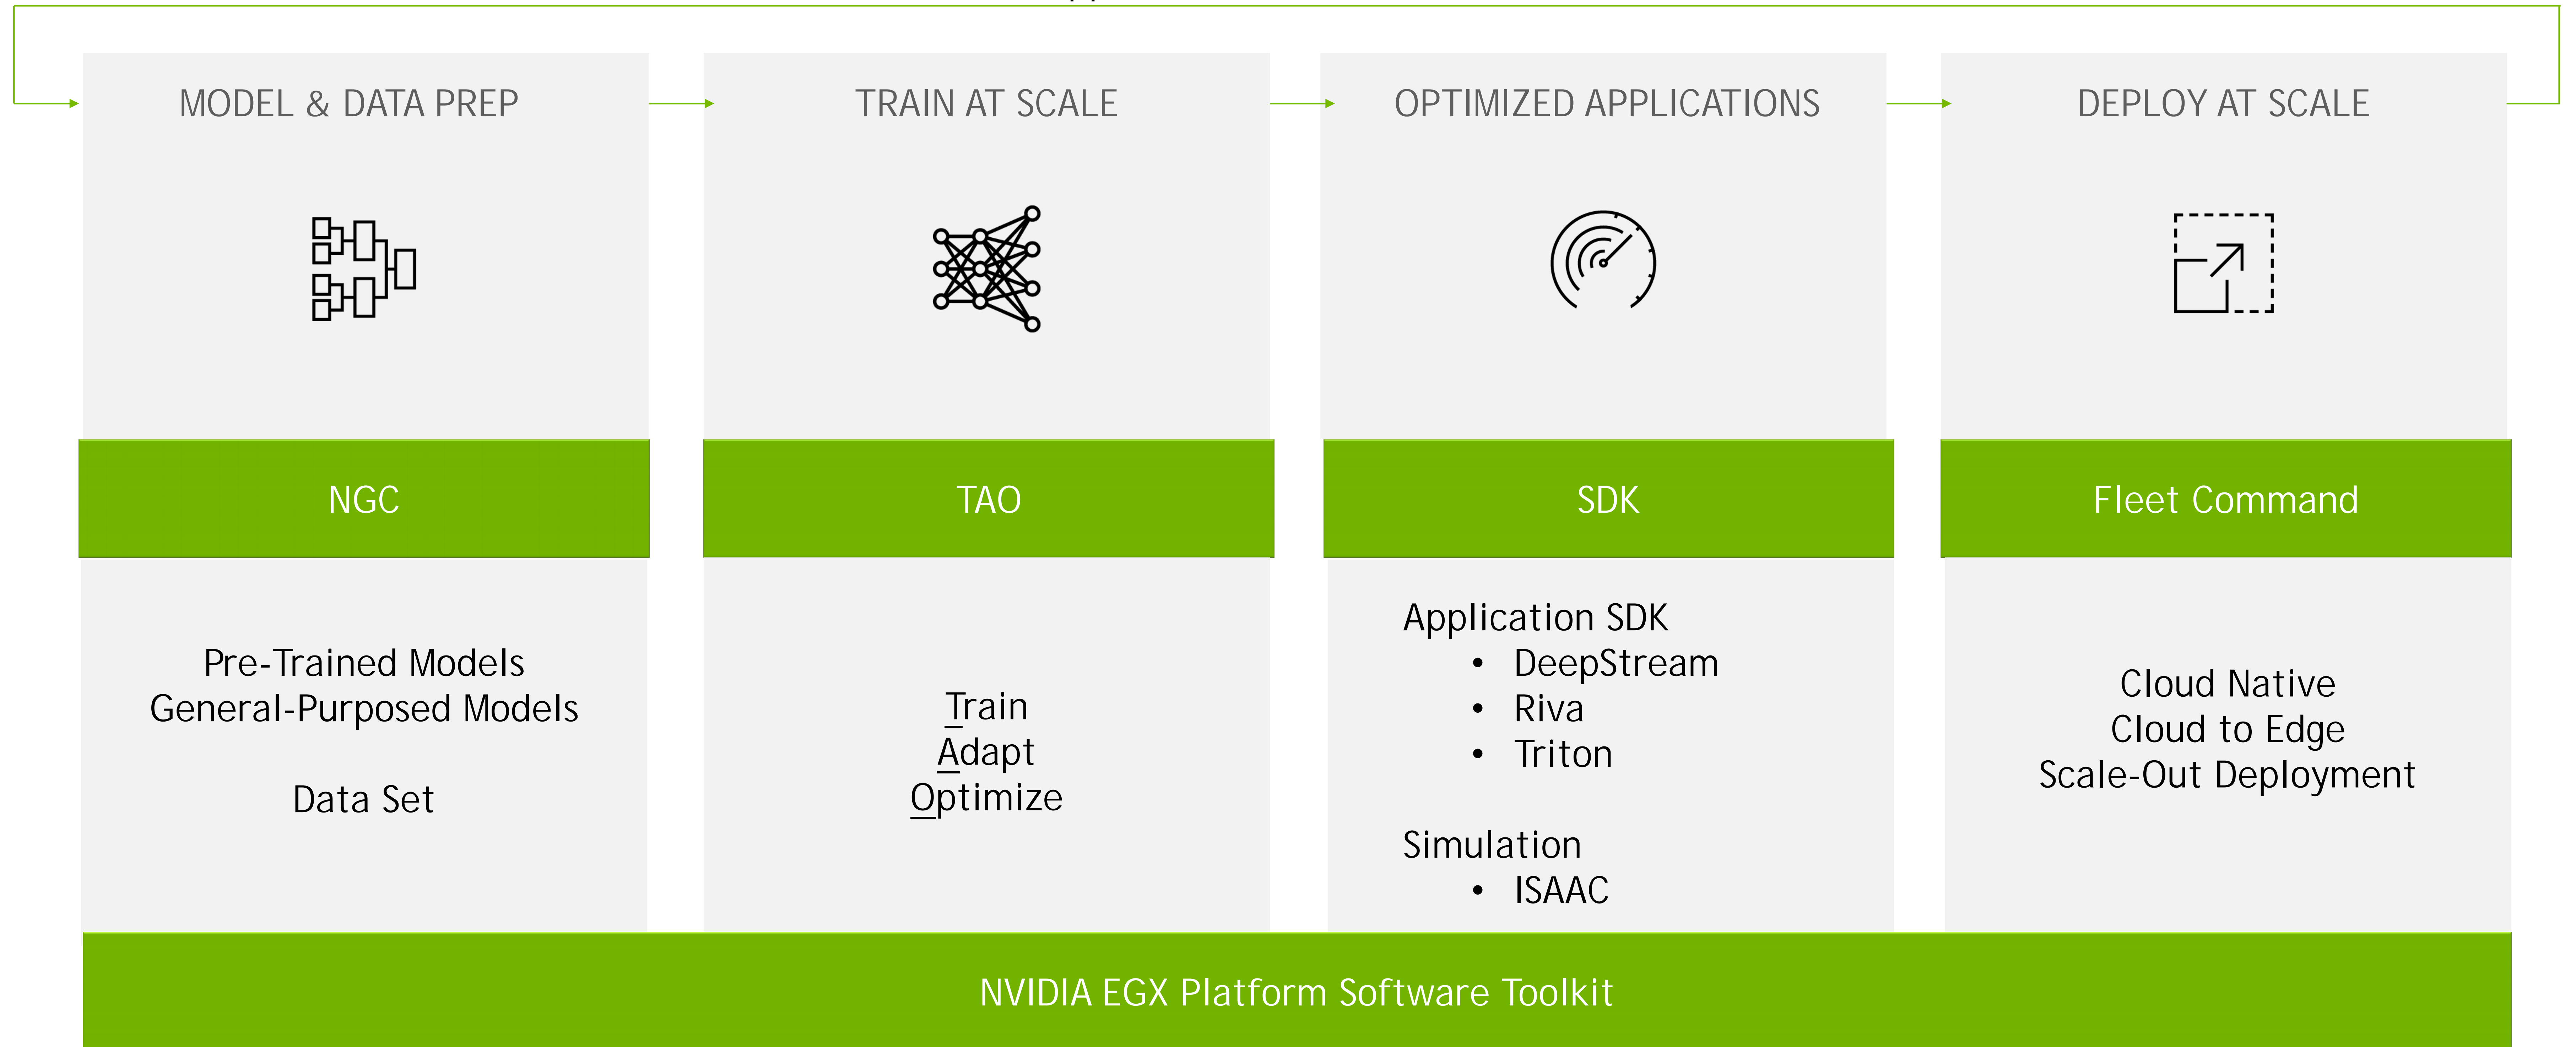 MODEL & DATA PREP
TRAIN AT SCALE
OPTIMIZED APPLICATIONS
DEPLOY AT SCALE
NGC
TAO
SDK
Fleet Command
Pre-Trained Models
General-Purposed Models
Data Set
Train
Adapt
Optimize
Application SDK
• DeepStream
• Riva
• Triton
Simulation
• ISAAC
Cloud Native
Cloud to Edge
Scale-Out Deployment
NVIDIA EGX Platform Software Toolkit